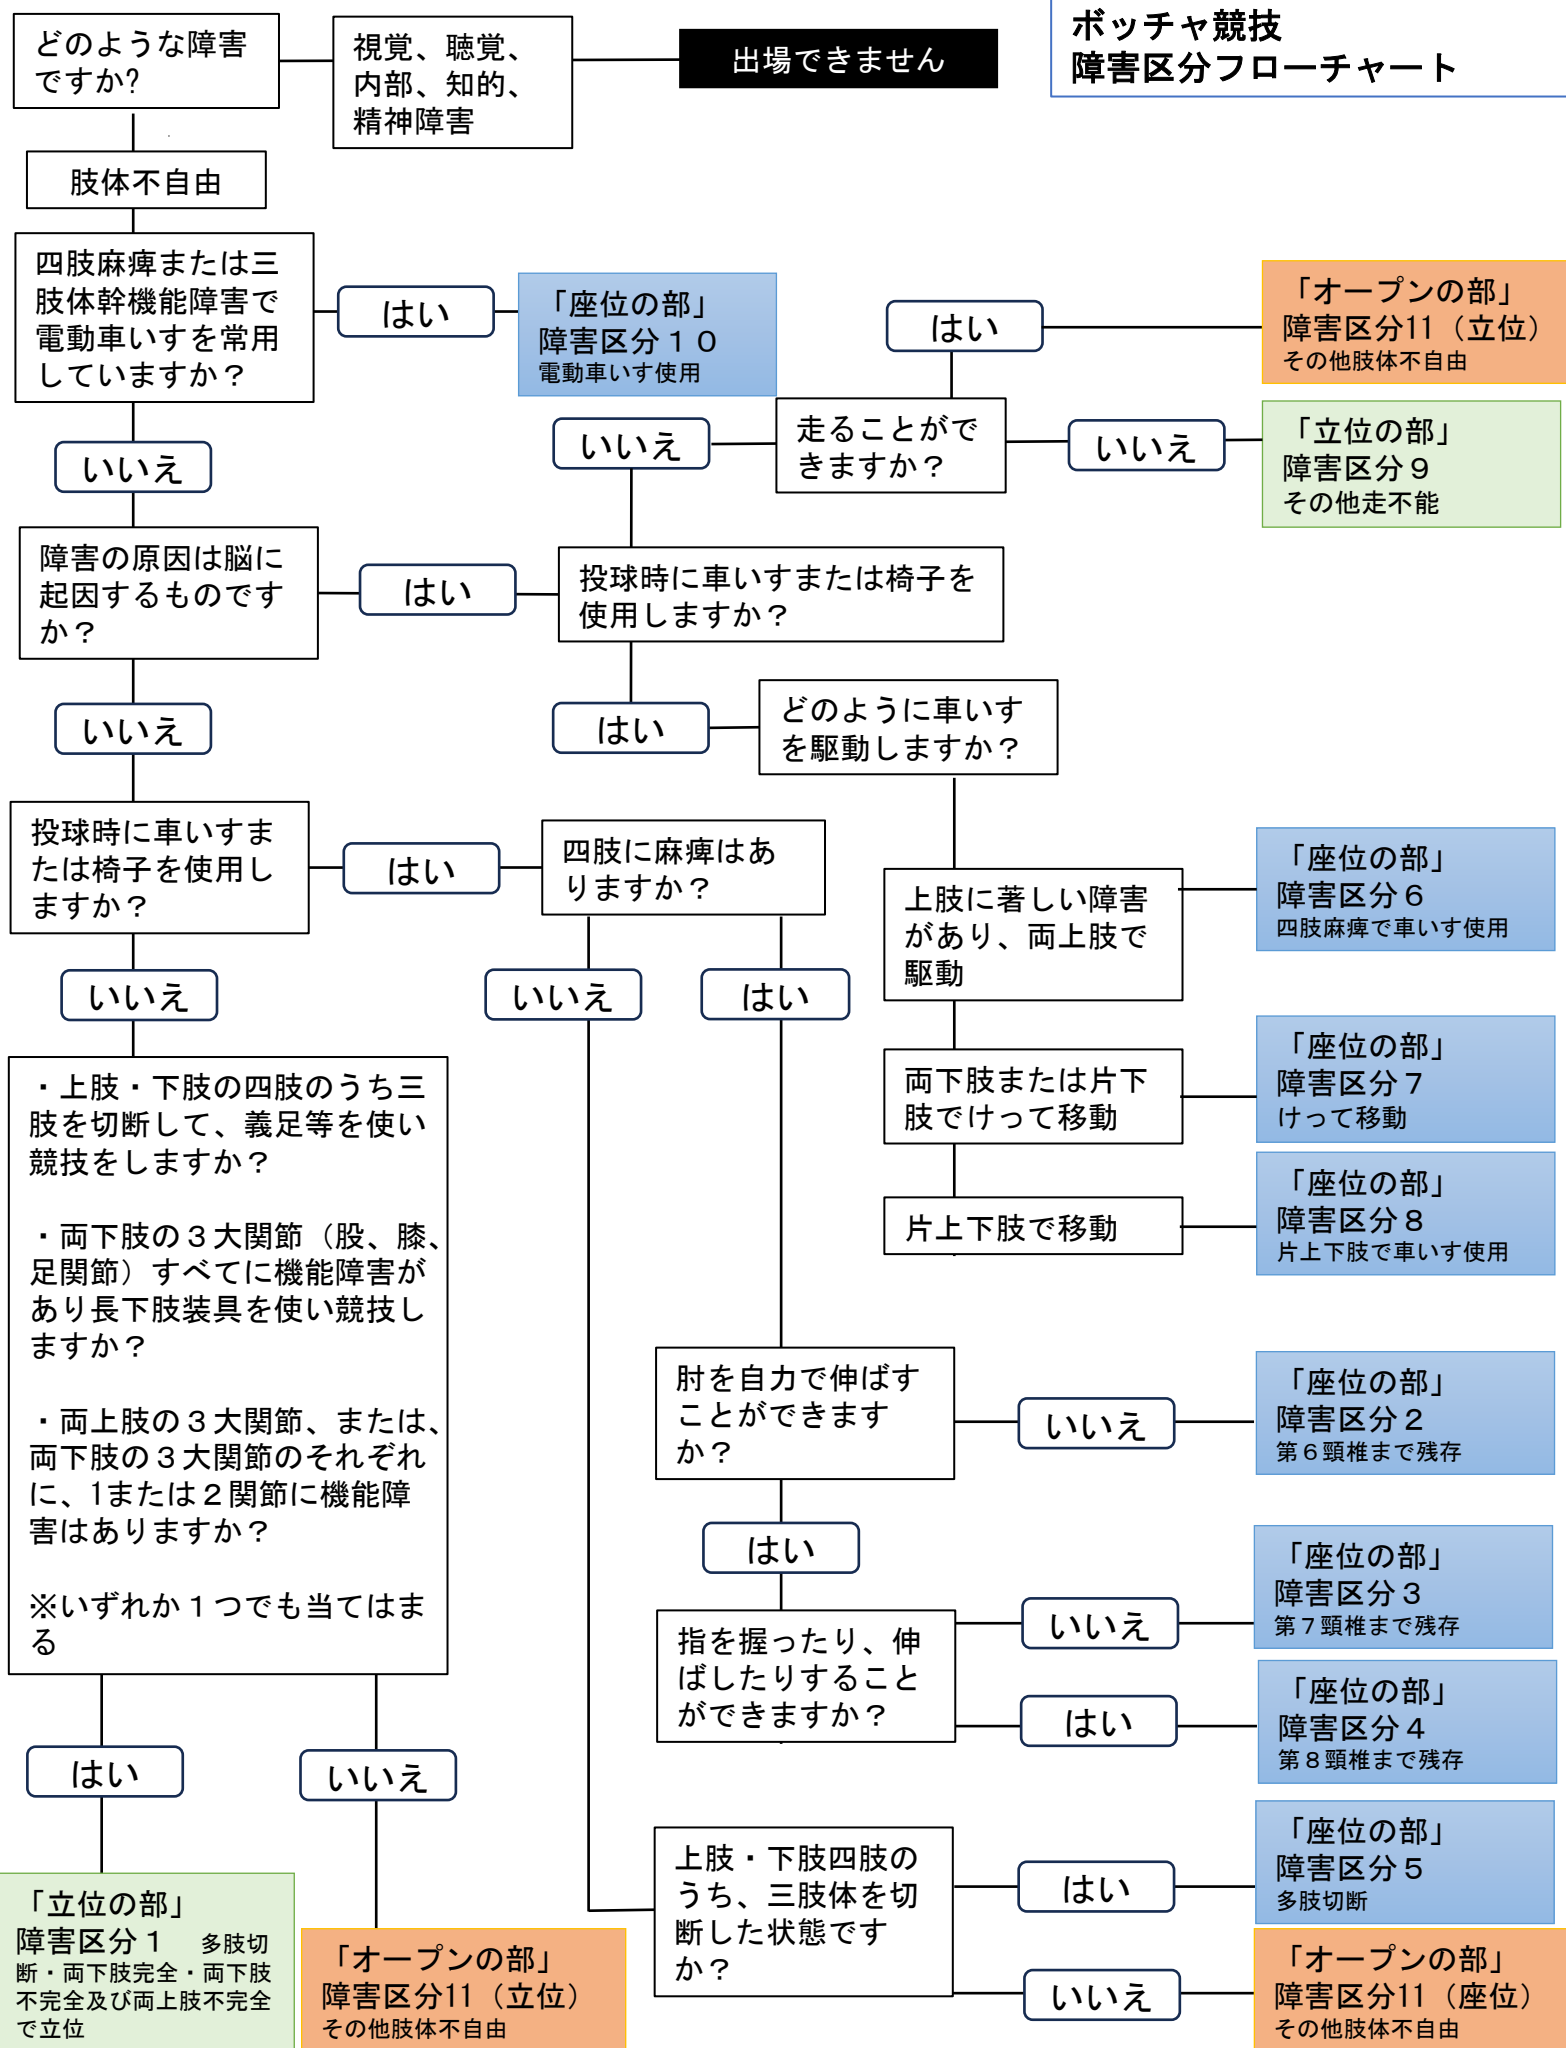 ボッチャ競技
障害区分フローチャート
どのような障害
ですか?
視覚、聴覚、
内部、知的、
精神障害
出場できません
肢体不自由
四肢麻痺または三
肢体幹機能障害で
電動車いすを常用
していますか？
はい
「座位の部」
障害区分１０
電動車いす使用
はい
「オープンの部」
障害区分11（立位）
その他肢体不自由
いいえ
いいえ
走ることがで
きますか？
いいえ
「立位の部」
障害区分９
その他走不能
障害の原因は脳に
起因するものです
か？
はい
投球時に車いすまたは椅子を
使用しますか？
いいえ
はい
どのように車いす
を駆動しますか？
投球時に車いすま
たは椅子を使用し
ますか？
はい
四肢に麻痺はあ
りますか？
上肢に著しい障害
があり、両上肢で
駆動
「座位の部」
障害区分６
四肢麻痺で車いす使用
いいえ
いいえ
はい
両下肢または片下
肢でけって移動
「座位の部」
障害区分７
けって移動
片上下肢で移動
「座位の部」
障害区分８
片上下肢で車いす使用
・上肢・下肢の四肢のうち三
肢を切断して、義足等を使い
競技をしますか？
・両下肢の３大関節（股、膝、
足関節）すべてに機能障害が
あり長下肢装具を使い競技し
ますか？
・両上肢の３大関節、または、
両下肢の３大関節のそれぞれ
に、1または２関節に機能障
害はありますか？
※いずれか１つでも当てはま
る
肘を自力で伸ばす
ことができます
か？
いいえ
「座位の部」
障害区分２
第６頸椎まで残存
はい
指を握ったり、伸
ばしたりすること
ができますか？
いいえ
「座位の部」
障害区分３
第７頸椎まで残存
はい
「座位の部」
障害区分４
第８頸椎まで残存
はい
いいえ
上肢・下肢四肢の
うち、三肢体を切
断した状態です
か？
はい
「座位の部」
障害区分５
多肢切断
いいえ
「オープンの部」
障害区分11（座位）
その他肢体不自由
「立位の部」
障害区分１　多肢切
断・両下肢完全・両下肢
不完全及び両上肢不完全
で立位
「オープンの部」
障害区分11（立位）
その他肢体不自由